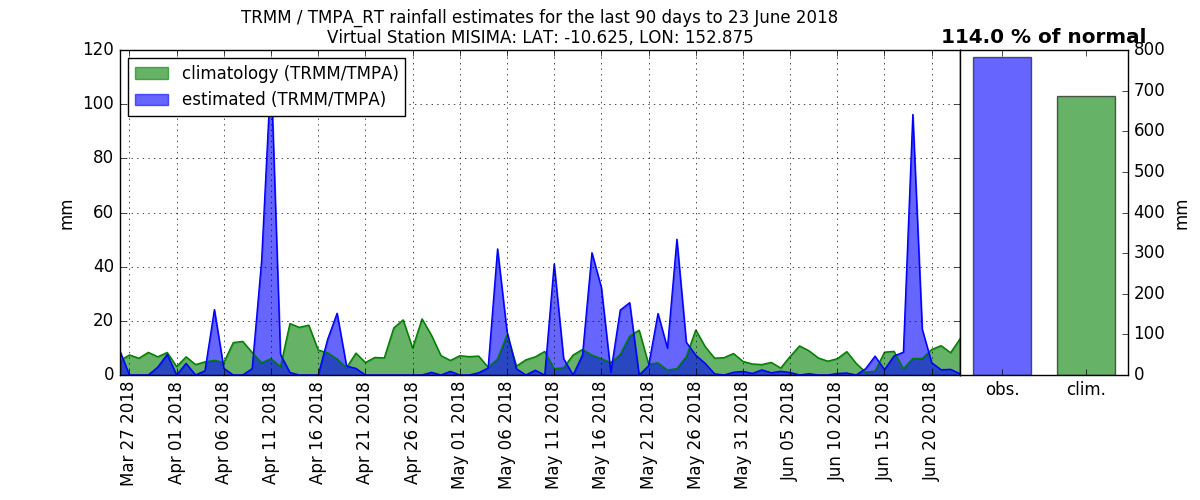 TRMM / TMPA_RT rainfall estimates for the last 90 days to 23 June 2018
Virtual Station MISIMA: LAT: -10.625, LON: 152.875
114.0 % of normal
climatology (TRMM/TMPA)
estimated (TRMM/TMPA)
120
100
80
60
40
20
0
mm
800
700
600
500
400
300
200
100
0
mm
Mar 27 2018
Apr 01 2018
Apr 06 2018
Apr 11 2018
Apr 16 2018
Apr 21 2018
Apr 26 2018
May 01 2018
May 06 2018
May 11 2018
May 16 2018
May 21 2018
May 26 2018
May 31 2018
Jun 05 2018
Jun 10 2018
Jun 15 2018
Jun 20 2018
obs.
clim.